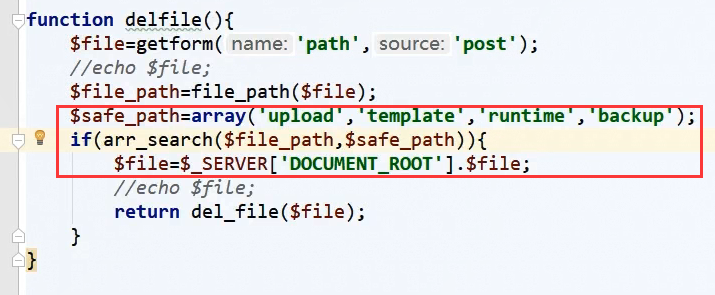 function delfile(){
$file=getform( name: 'path', source: 'post');
//echo $file;
$file_path=file_path($file);
$safe_path=array('upload','template','runtime','backup');
if(arr_search($file_path,$safe_path)){
$file=$_SERVER['DOCUMENT_ROOT'].$file;
//echo $file;
return del_file($file);
}
}